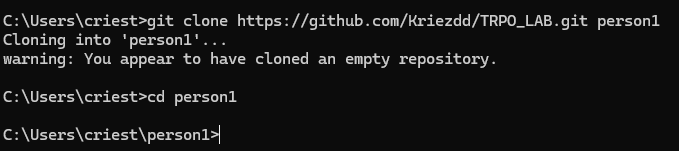 C:\Users\criest>git clone https://github.com/Kriezdd/TRPO_LAB.git person1
Cloning into 'person1'...
warning: You appear to have cloned an empty repository.
C:\Users\criest>cd person1
C:\Users\criest\person1>